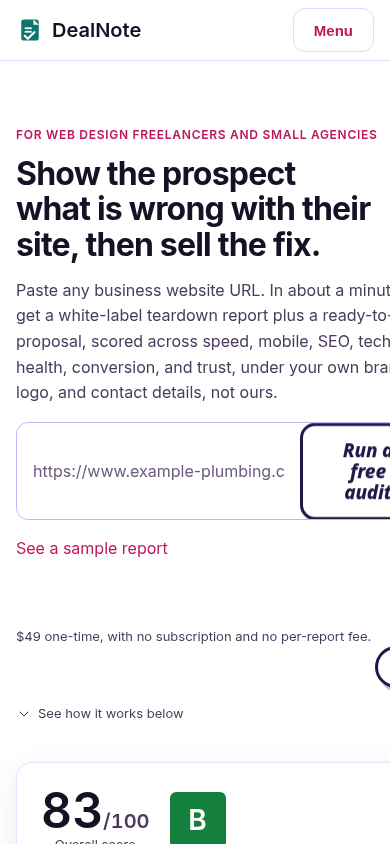 DealNote
Menu
FOR WEB DESIGN FREELANCERS AND SMALL AGENCIES
Show the prospect
what is wrong with their
site, then sell the fix.
Paste any business website URL. In about a minut
get a white-label teardown report plus a ready-to-
proposal, scored across speed, mobile, SEO, tech
health, conversion, and trust, under your own bra
logo, and contact details, not ours.
https://www.example-plumbing.c
Run a
free
audit
See a sample report
$49 one-time, with no subscription and no per-report fee.
See how it works below
83/100
B
Overall score